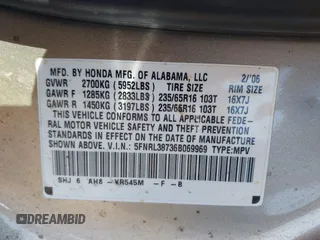 MFD. BY HONDA MFG. OF ALABAMA, LLC 2/'06
GVWR 2700KG (5952LBS) TIRE SIZE RIM SIZE
GAWR F 1285KG (2833LBS) 235/65R16 103T 16X7J
GAWR R 1450KG (3197LBS) 235/65R16 103T 16X7J
THIS VEHICLE CONFORMS TO ALL APPLICABLE FEDE-
RAL MOTOR VEHICLE SAFETY AND THEFT PREVENTION
STANDARDS IN EFFECT ON THE DATE OF MANUFACTURE
SHOWN ABOVE. V.I.N: 5FNRL38736B069969 TYPE:MPV
SHJ 6 AH8- YR545M -F -B
DREAMBID